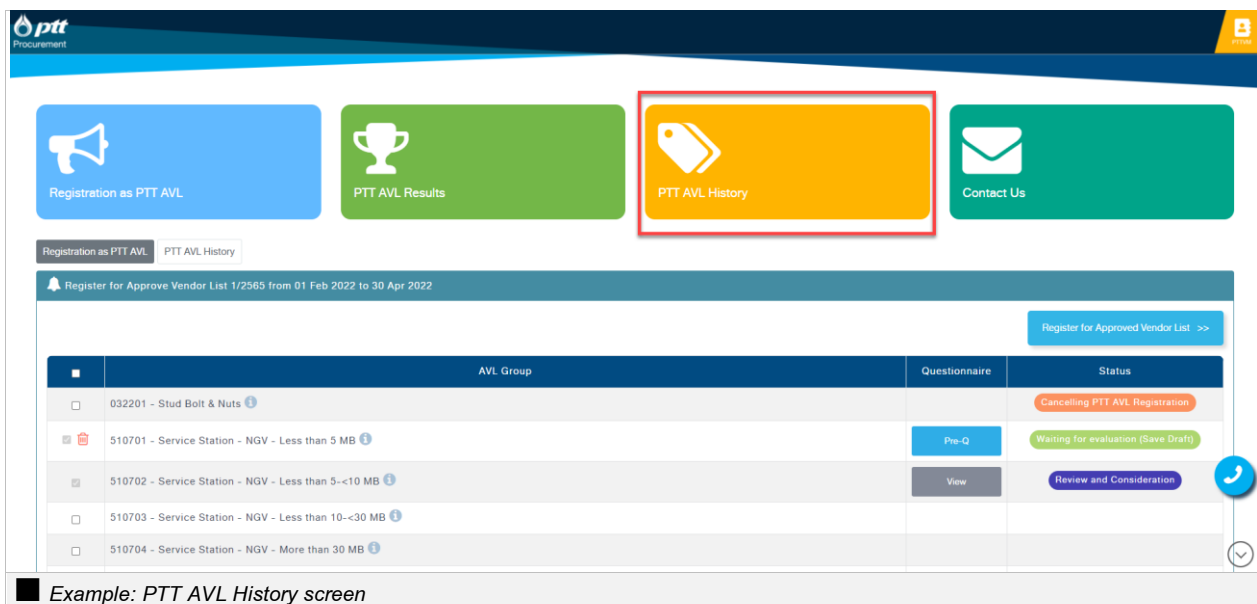 ptt
Procurement
Registration as PTT AVL
PTT AVL Results
PTT AVL History
Contact Us
Registration as PTT AVL
PTT AVL History
Register for Approve Vendor List 1/2565 from 01 Feb 2022 to 30 Apr 2022
Register for Approved Vendor List >>
AVL Group
Questionnaire
Status
032201 - Stud Bolt & Nuts
Cancelling PTT AVL Registration
510701 - Service Station - NGV - Less than 5 MB
Pre-Q
Waiting for evaluation (Save Draft)
510702 - Service Station - NGV - Less than 5-<10 MB
View
Review and Consideration
510703 - Service Station - NGV - Less than 10-<30 MB
510704 - Service Station - NGV - More than 30 MB
Example: PTT AVL History screen